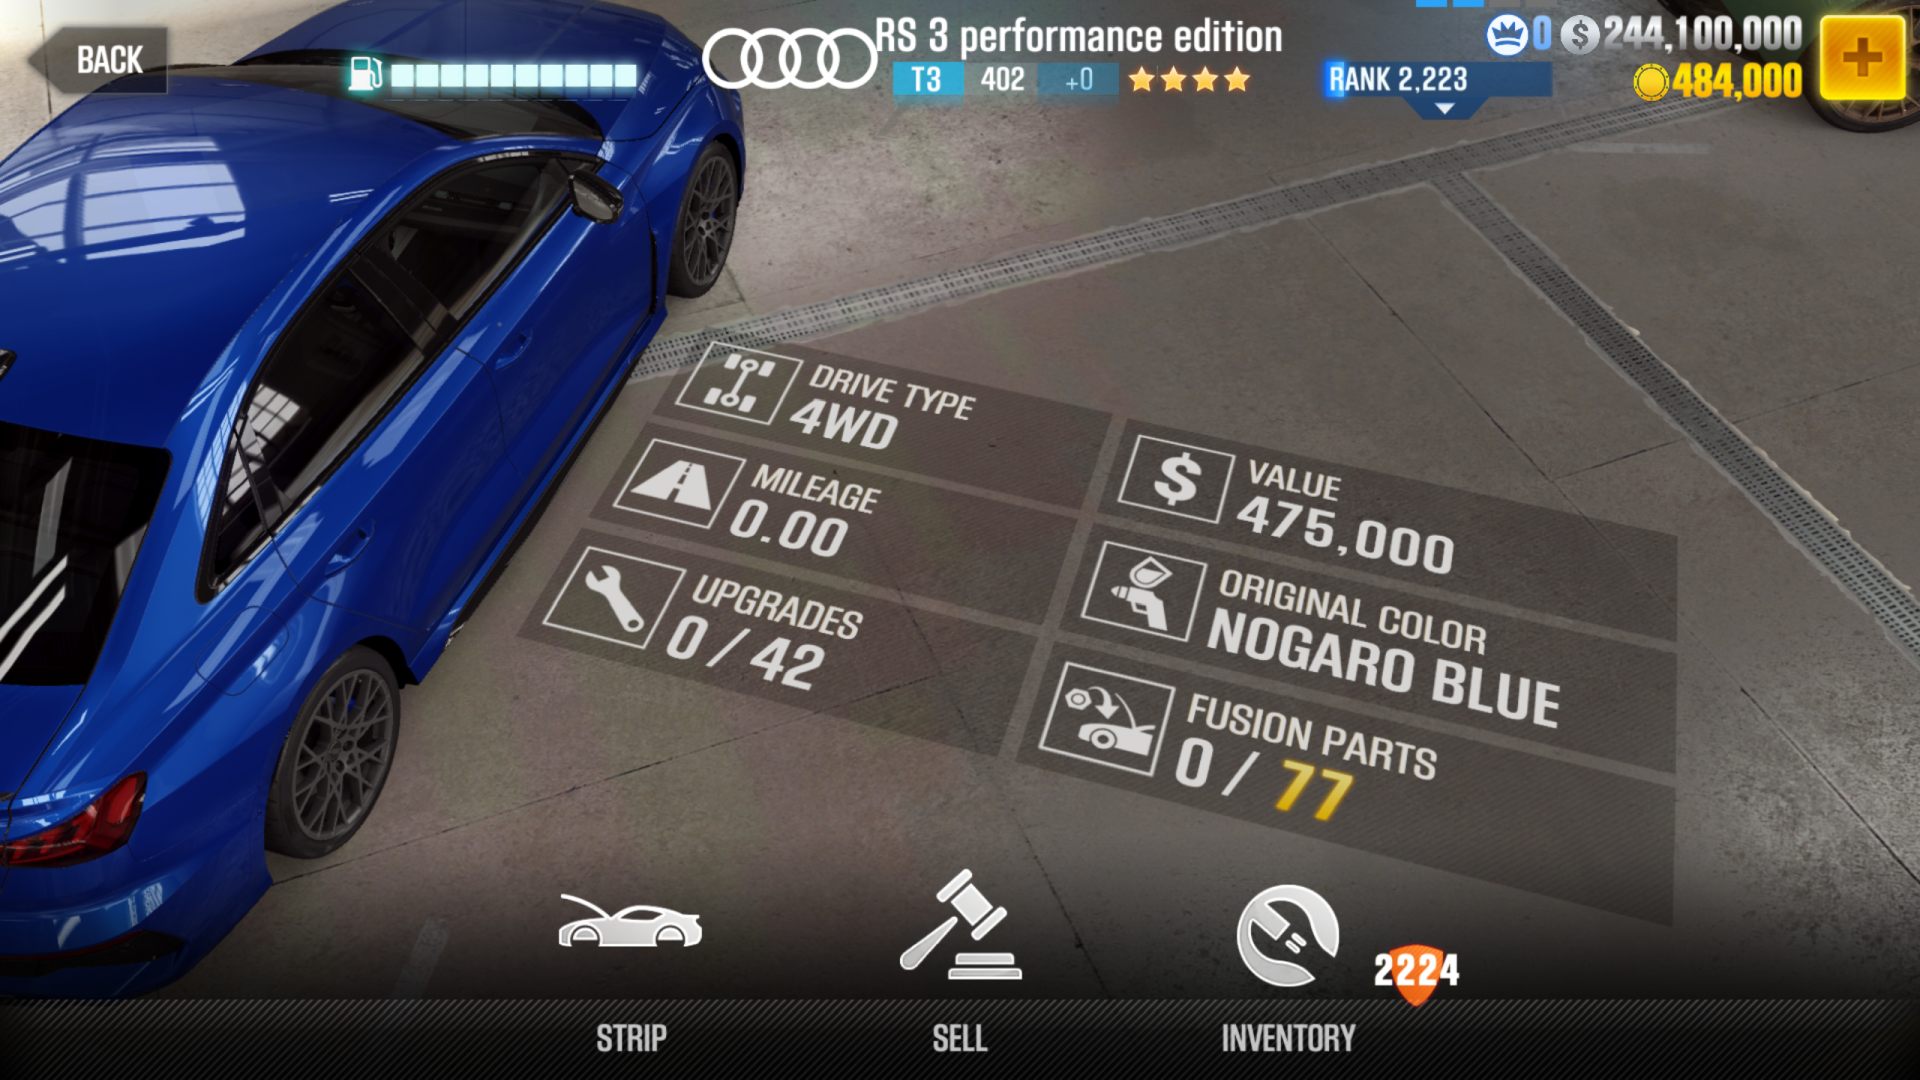 BACK
RS 3 performance edition
T3 402 +0
RANK 2,223
0 $ 244,100,000
484,000
+
DRIVE TYPE
4WD
MILEAGE
0.00
UPGRADES
0 / 42
$ VALUE
475,000
ORIGINAL COLOR
NOGARO BLUE
FUSION PARTS
0 / 77
STRIP
SELL
INVENTORY
2224